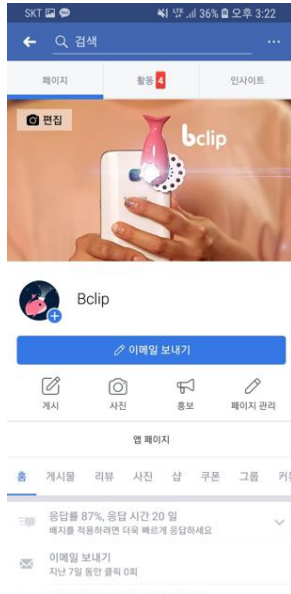 SKT 36% 오후 3:22
검색
페이지 활동 4 인사이트
편집
bclip
Bclip
이메일 보내기
게시 사진 홍보 페이지 관리
앱 페이지
홈 게시물 리뷰 사진 샵 쿠폰 그룹
응답률 87%, 응답 시간 20 일
배지를 적용하려면 더욱 빠르게 응답하세요
이메일 보내기
지난 7일 동안 클릭 0회